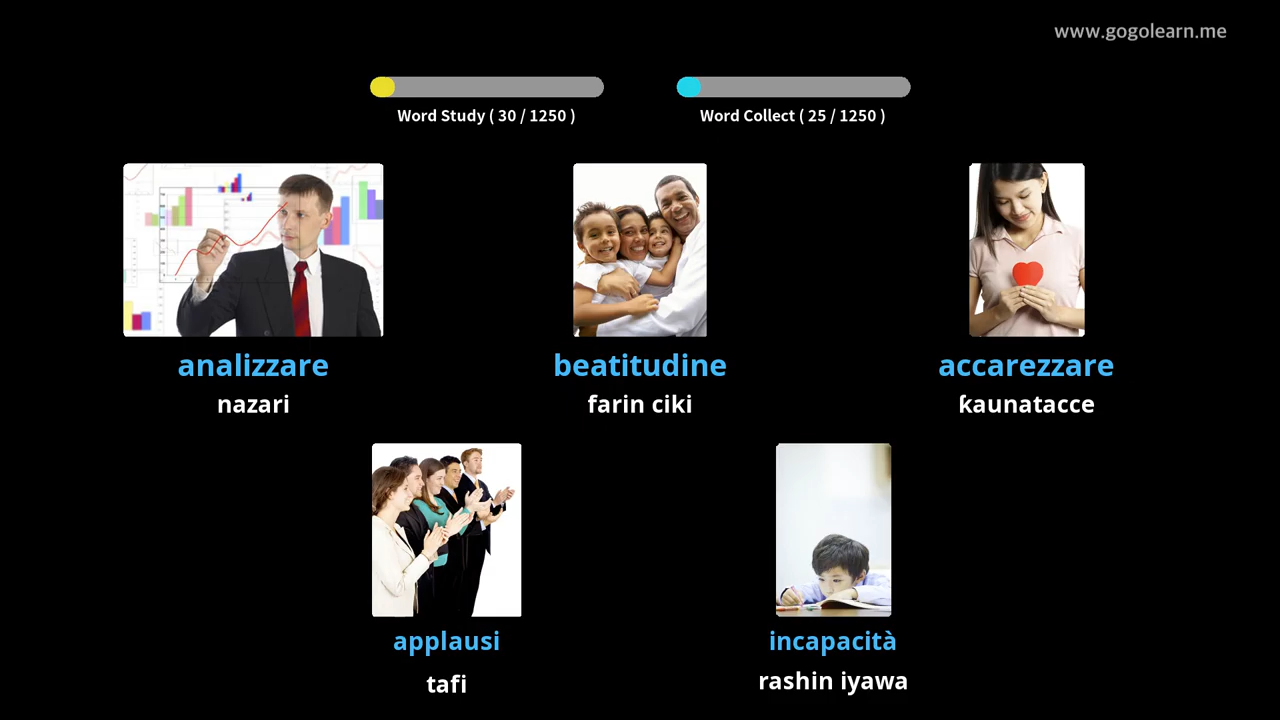 www.gogolearn.me
Word Study ( 30 / 1250 )
Word Collect ( 25 / 1250 )
analizzare
beatitudine
accarezzare
nazari
farin ciki
ƙaunatacce
applausi
incapacità
tafi
rashin iyawa